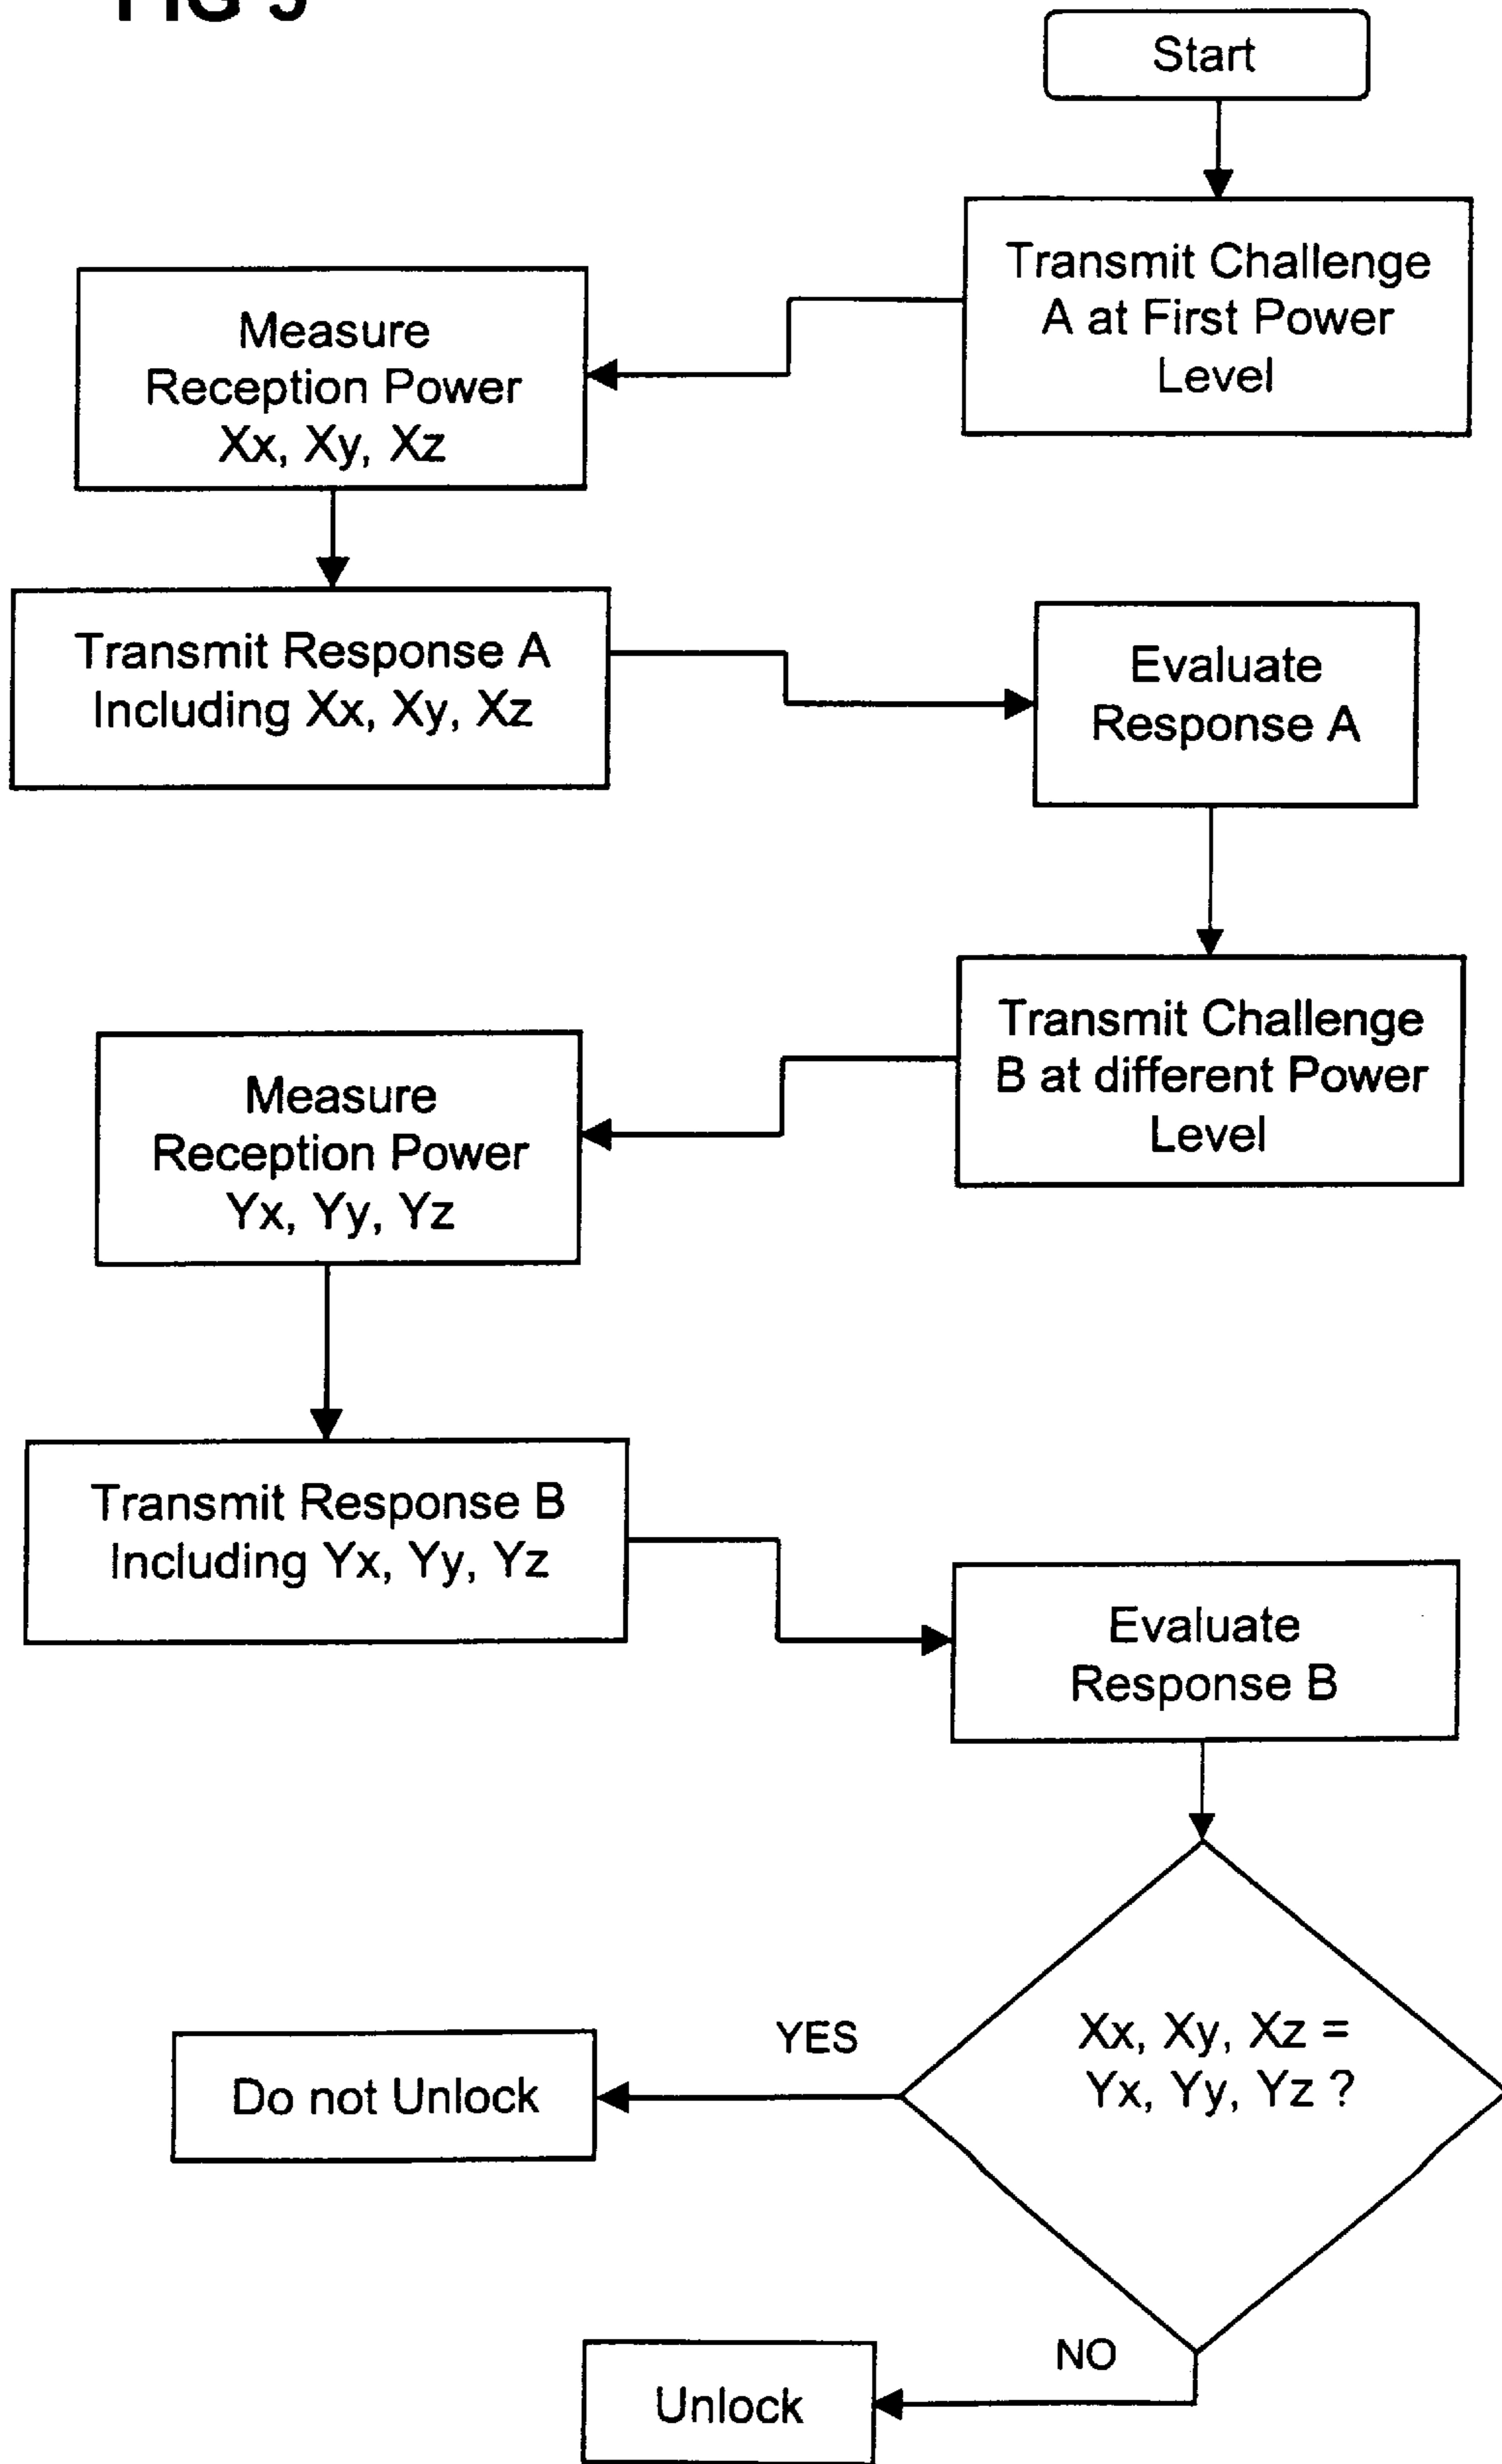 Start
Transmit Challenge
A at First Power
Level
Measure
Reception Power
Xx, Xy, Xz
Transmit Response A
Including Xx, Xy, Xz
Evaluate
Response A
Transmit Challenge
B at different Power
Level
Measure
Reception Power
Yx, Yy, Yz
Transmit Response B
Including Yx, Yy, Yz
Evaluate
Response B
Xx, Xy, Xz =
Yx, Yy, Yz ?
YES
Do not Unlock
NO
Unlock